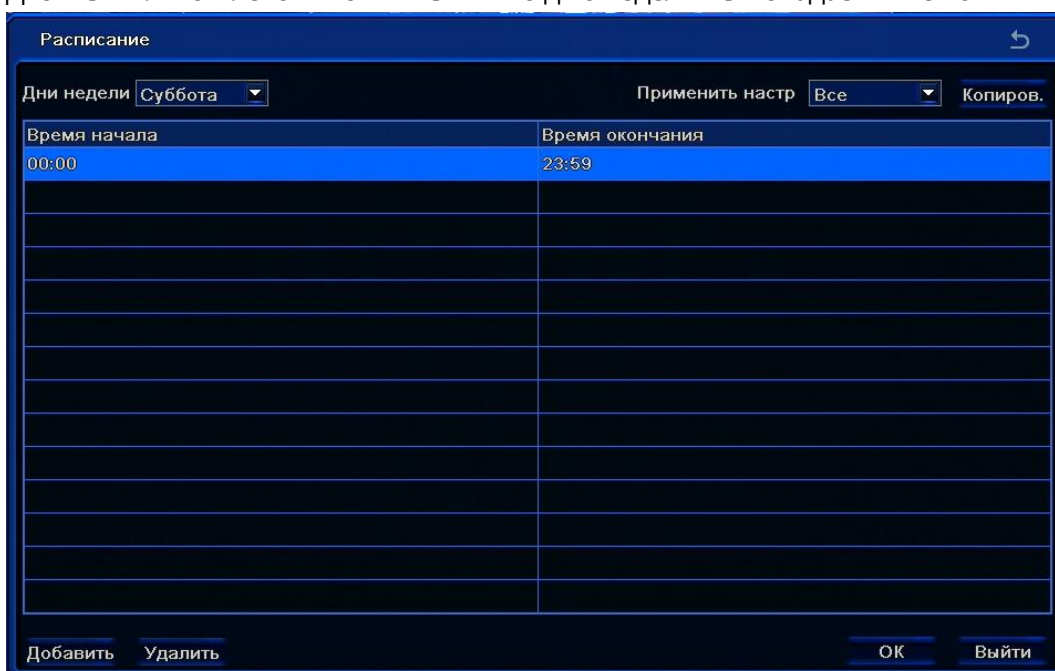 Расписание
Дни недели Суббота Применить настр Все Копиров.
Время начала Время окончания
00:00 23:59
Добавить Удалить ОК Выйти